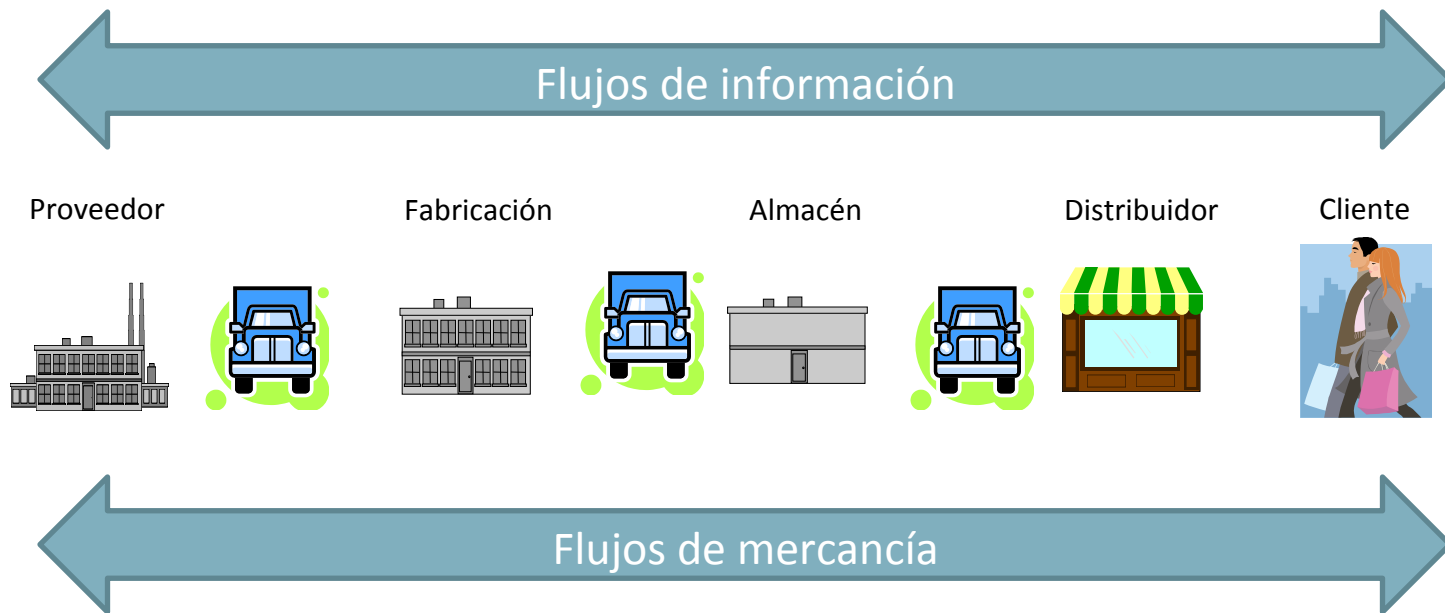 Flujos de información
Proveedor
Fabricación
Almacén
Distribuidor
Cliente
Flujos de mercancía